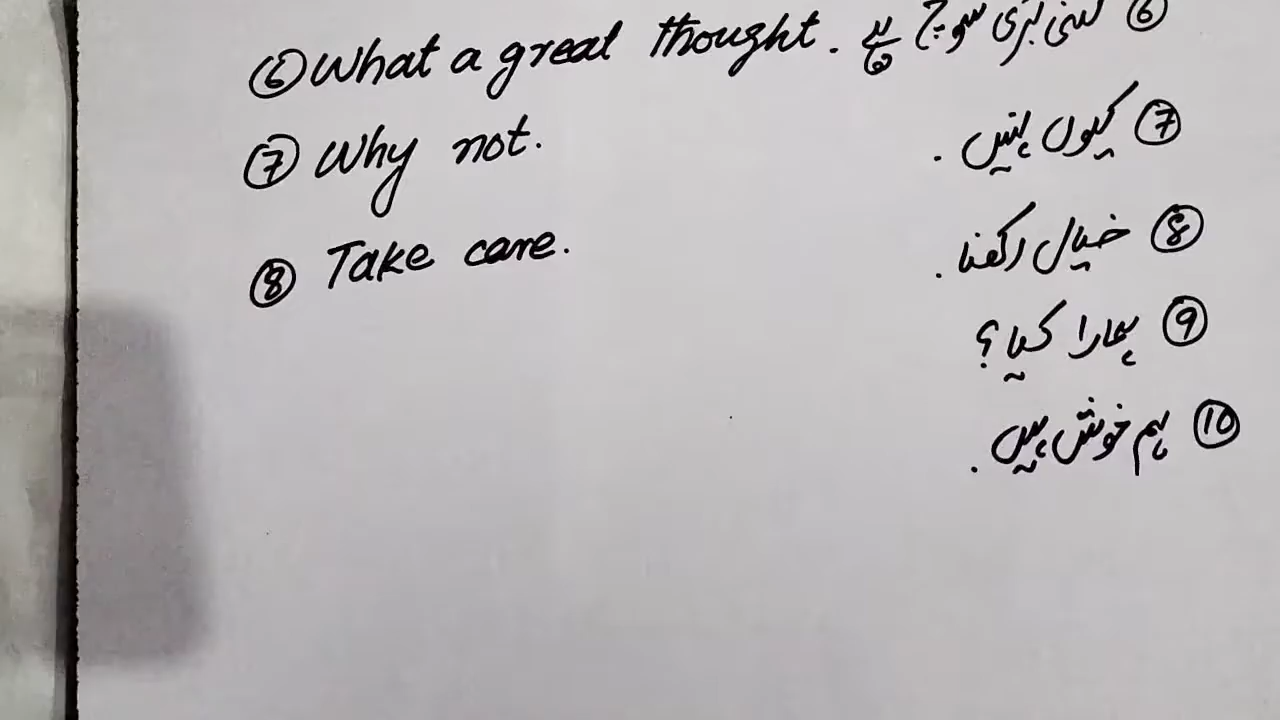 ⑥ What a great thought. ⑥ کتنی بڑی سوچ ہے
⑦ Why not. ⑦ کیوں نہیں.
⑧ Take care. ⑧ خیال رکھنا.
⑨ ہمارا کیا؟
⑩ ہم خوش ہیں.